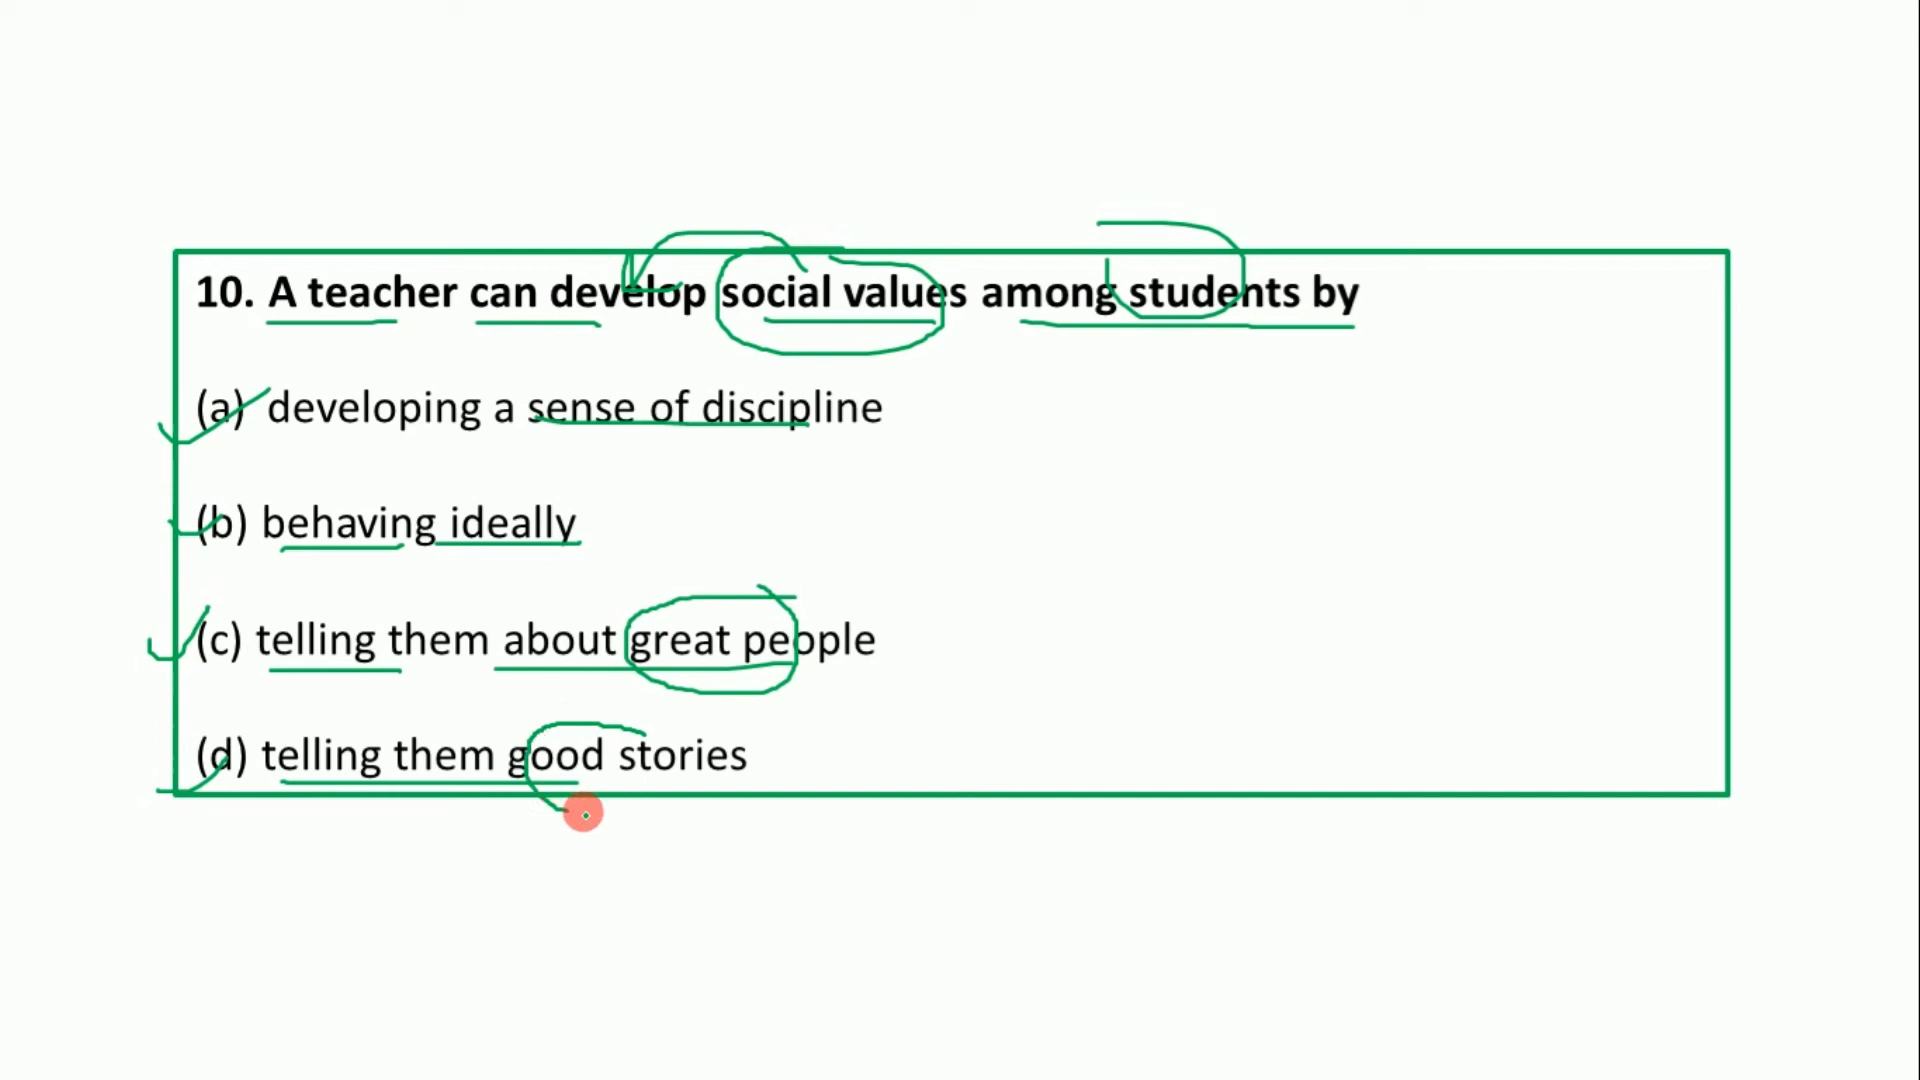 10. A teacher can develop social values among students by
(a) developing a sense of discipline
(b) behaving ideally
(c) telling them about great people
(d) telling them good stories